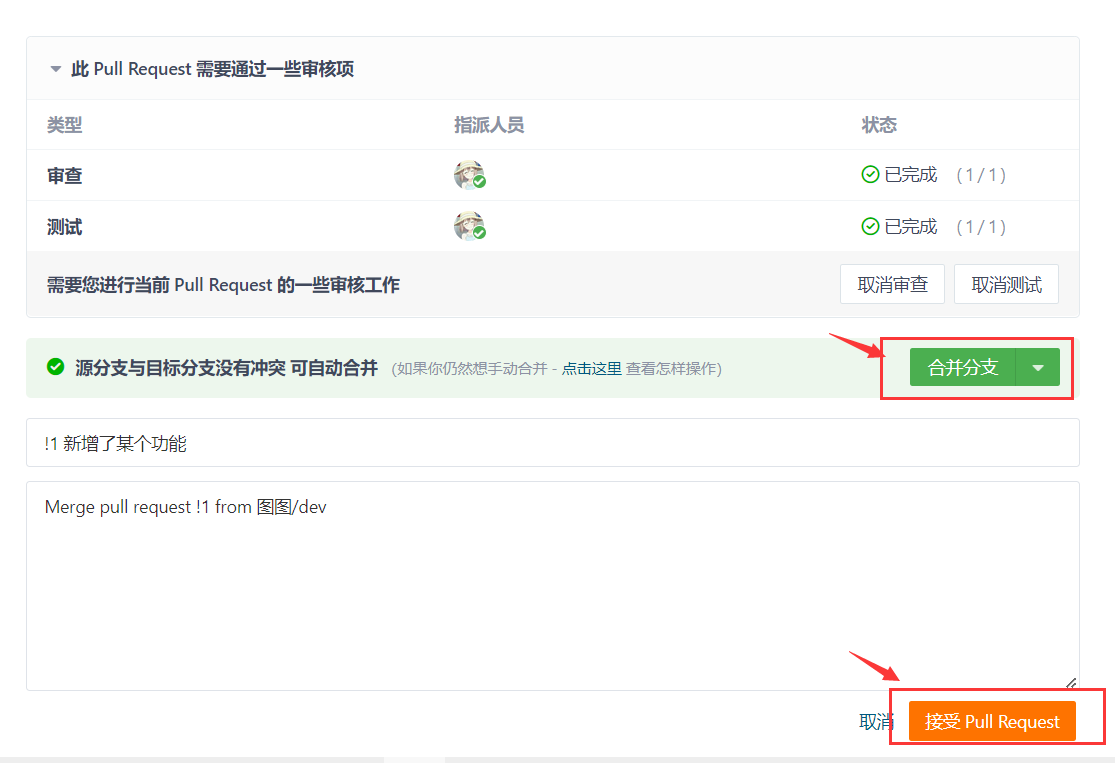 此 Pull Request 需要通过一些审核项
类型 指派人员 状态
审查 已完成 (1/1)
测试 已完成 (1/1)
需要您进行当前 Pull Request 的一些审核工作 取消审查 取消测试
源分支与目标分支没有冲突 可自动合并 (如果你仍然想手动合并 - 点击这里 查看怎样操作) 合并分支
!1 新增了某个功能
Merge pull request !1 from 图图/dev
取消 接受 Pull Request